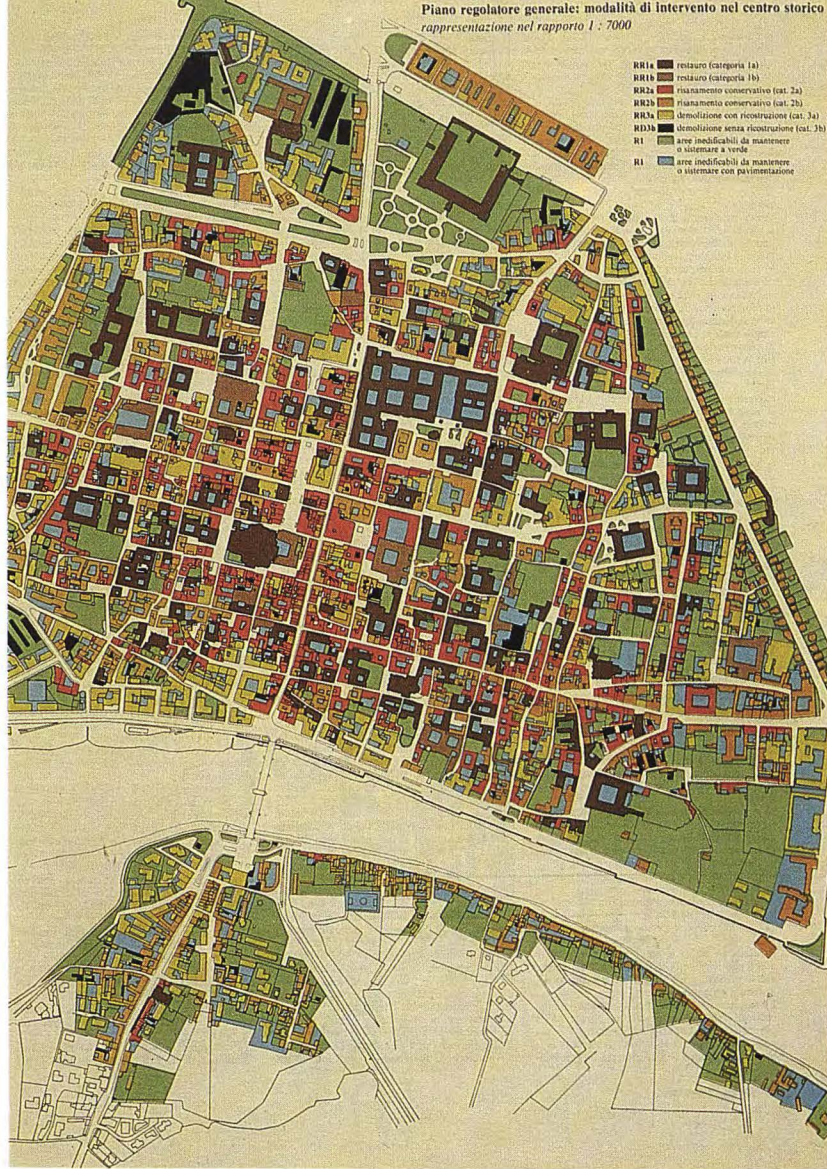 Piano regolatore generale: modalità di intervento nel centro storico
rappresentazione nel rapporto 1 : 7000
RR1a restauro (categoria 1a)
RR1b restauro (categoria 1b)
RR2a risanamento conservativo (cat. 2a)
RR2b risanamento conservativo (cat. 2b)
RR3a demolizione con ricostruzione (cat. 3a)
RD3b demolizione senza ricostruzione (cat. 3b)
R1 aree inedificabili da mantenere
o sistemare a verde
R1 aree inedificabili da mantenere
o sistemare con pavimentazione